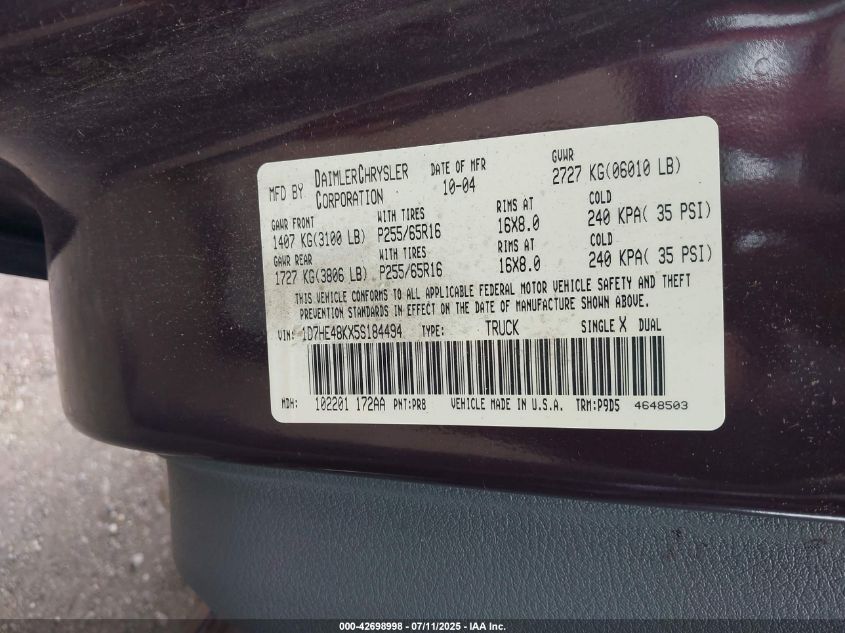 MFD BY DAIMLERCHRYSLER CORPORATION DATE OF MFR 10-04 GVWR 2727 KG(06010 LB)
GAWR FRONT WITH TIRES RIMS AT COLD
1407 KG(3100 LB) P255/65R16 16X8.0 240 KPA( 35 PSI)
GAWR REAR WITH TIRES RIMS AT COLD
1727 KG(3806 LB) P255/65R16 16X8.0 240 KPA( 35 PSI)
THIS VEHICLE CONFORMS TO ALL APPLICABLE FEDERAL MOTOR VEHICLE SAFETY AND THEFT
PREVENTION STANDARDS IN EFFECT ON THE DATE OF MANUFACTURE SHOWN ABOVE.
VIN: 1D7HE48KX5S184494 TYPE: TRUCK SINGLE X DUAL
MDH: 102201 172AA PNT:PR8 VEHICLE MADE IN U.S.A. TRM:P9D5 4648503
000-42698998 - 07/11/2025 - IAA Inc.